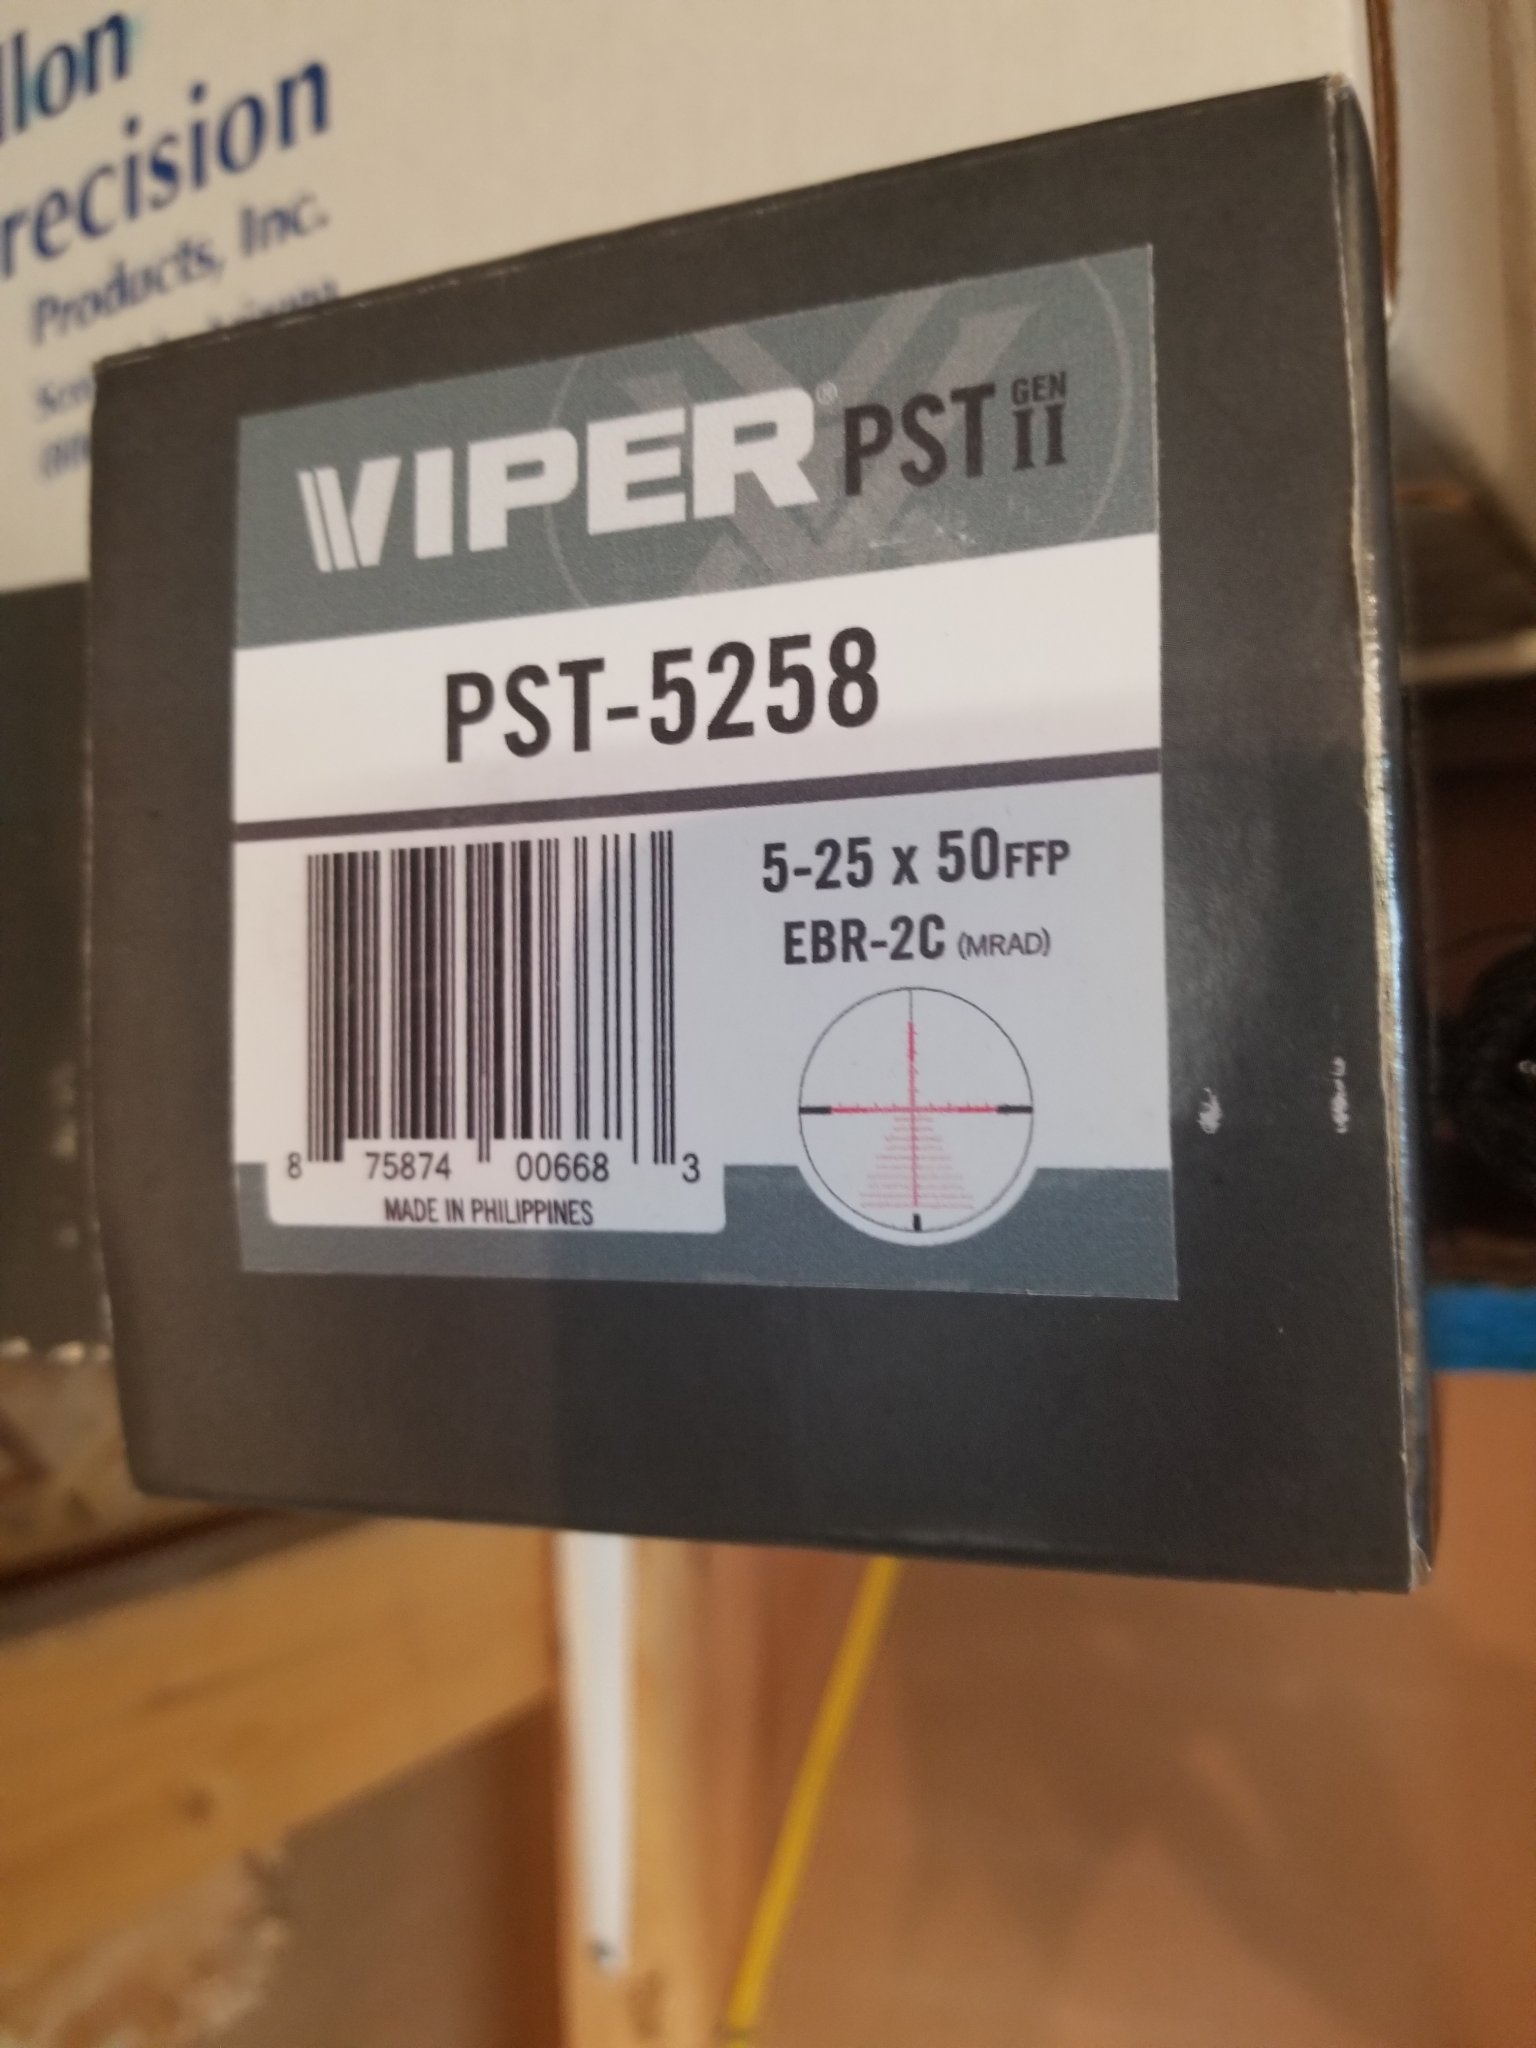 llon
recision
Products, Inc.
VIPER® PST GEN II
PST-5258
5-25 x 50FFP
EBR-2C (MRAD)
8 75874 00668 3
MADE IN PHILIPPINES